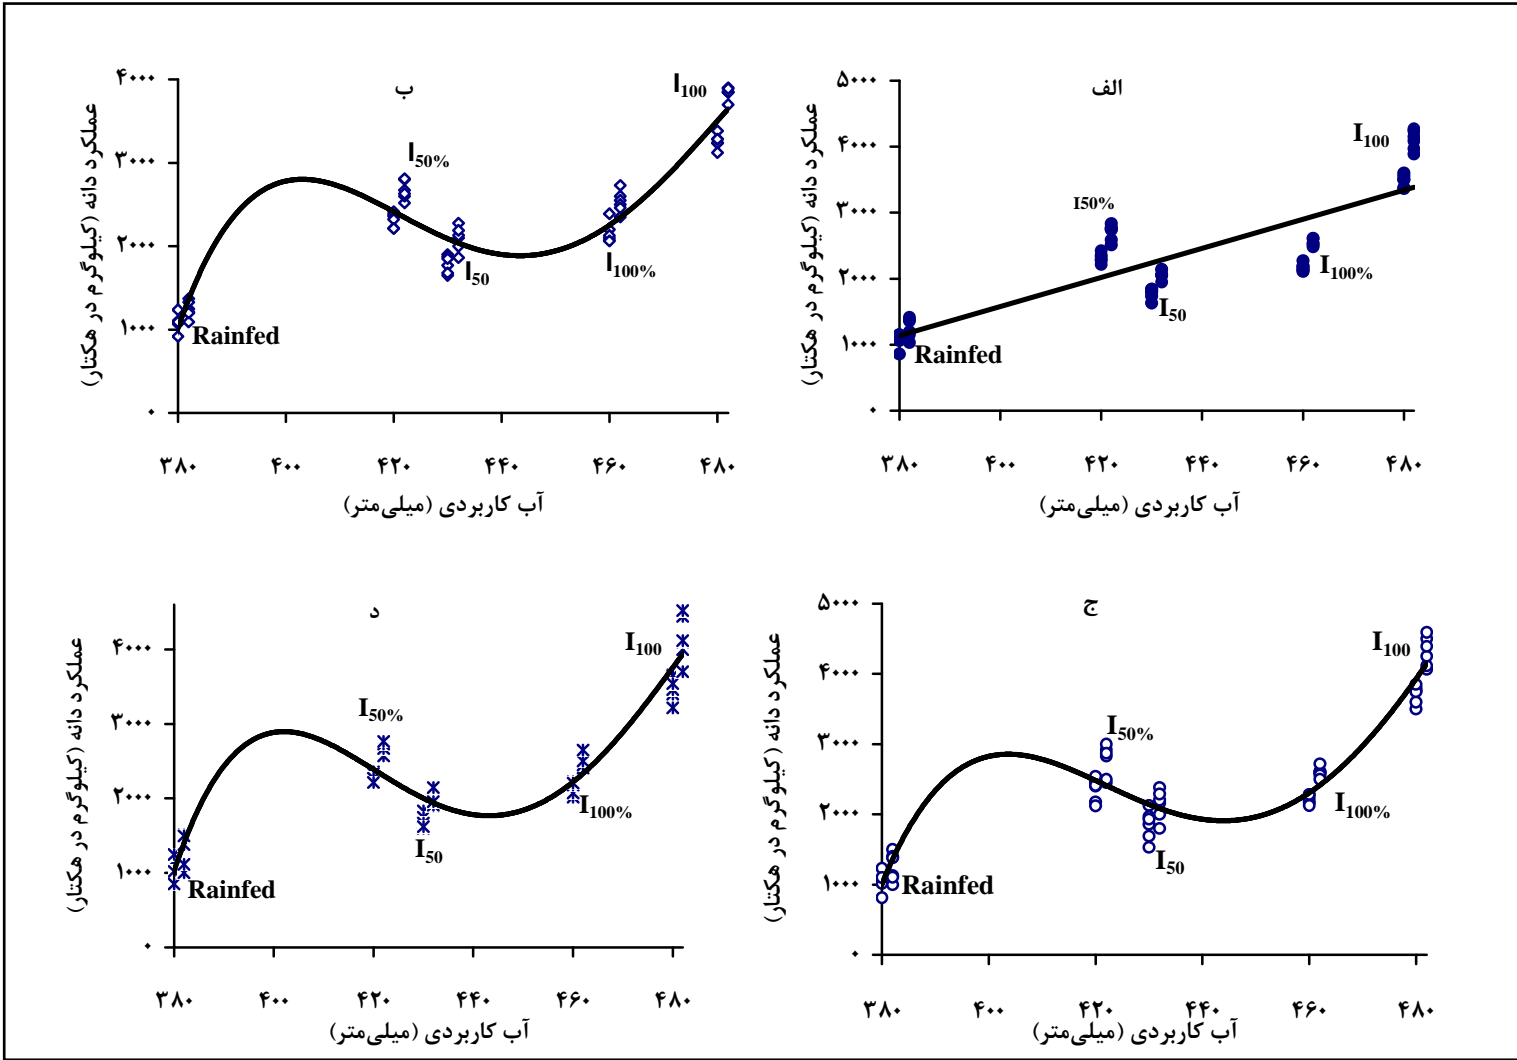 الف
عملکرد دانه (کیلوگرم در هکتار)
۵۰۰۰
۴۰۰۰
۳۰۰۰
۲۰۰۰
۱۰۰۰
۰
I100
I50%
I50
I100%
Rainfed
۳۸۰ ۴۰۰ ۴۲۰ ۴۴۰ ۴۶۰ ۴۸۰
آب کاربردی (میلی‌متر)
ب
عملکرد دانه (کیلوگرم در هکتار)
۴۰۰۰
۳۰۰۰
۲۰۰۰
۱۰۰۰
۰
I100
I50%
I50
I100%
Rainfed
۳۸۰ ۴۰۰ ۴۲۰ ۴۴۰ ۴۶۰ ۴۸۰
آب کاربردی (میلی‌متر)
ج
عملکرد دانه (کیلوگرم در هکتار)
۵۰۰۰
۴۰۰۰
۳۰۰۰
۲۰۰۰
۱۰۰۰
۰
I100
I50%
I100%
I50
Rainfed
۳۸۰ ۴۰۰ ۴۲۰ ۴۴۰ ۴۶۰ ۴۸۰
آب کاربردی (میلی‌متر)
د
عملکرد دانه (کیلوگرم در هکتار)
۴۰۰۰
۳۰۰۰
۲۰۰۰
۱۰۰۰
۰
I100
I50%
I100%
I50
Rainfed
۳۸۰ ۴۰۰ ۴۲۰ ۴۴۰ ۴۶۰ ۴۸۰
آب کاربردی (میلی‌متر)